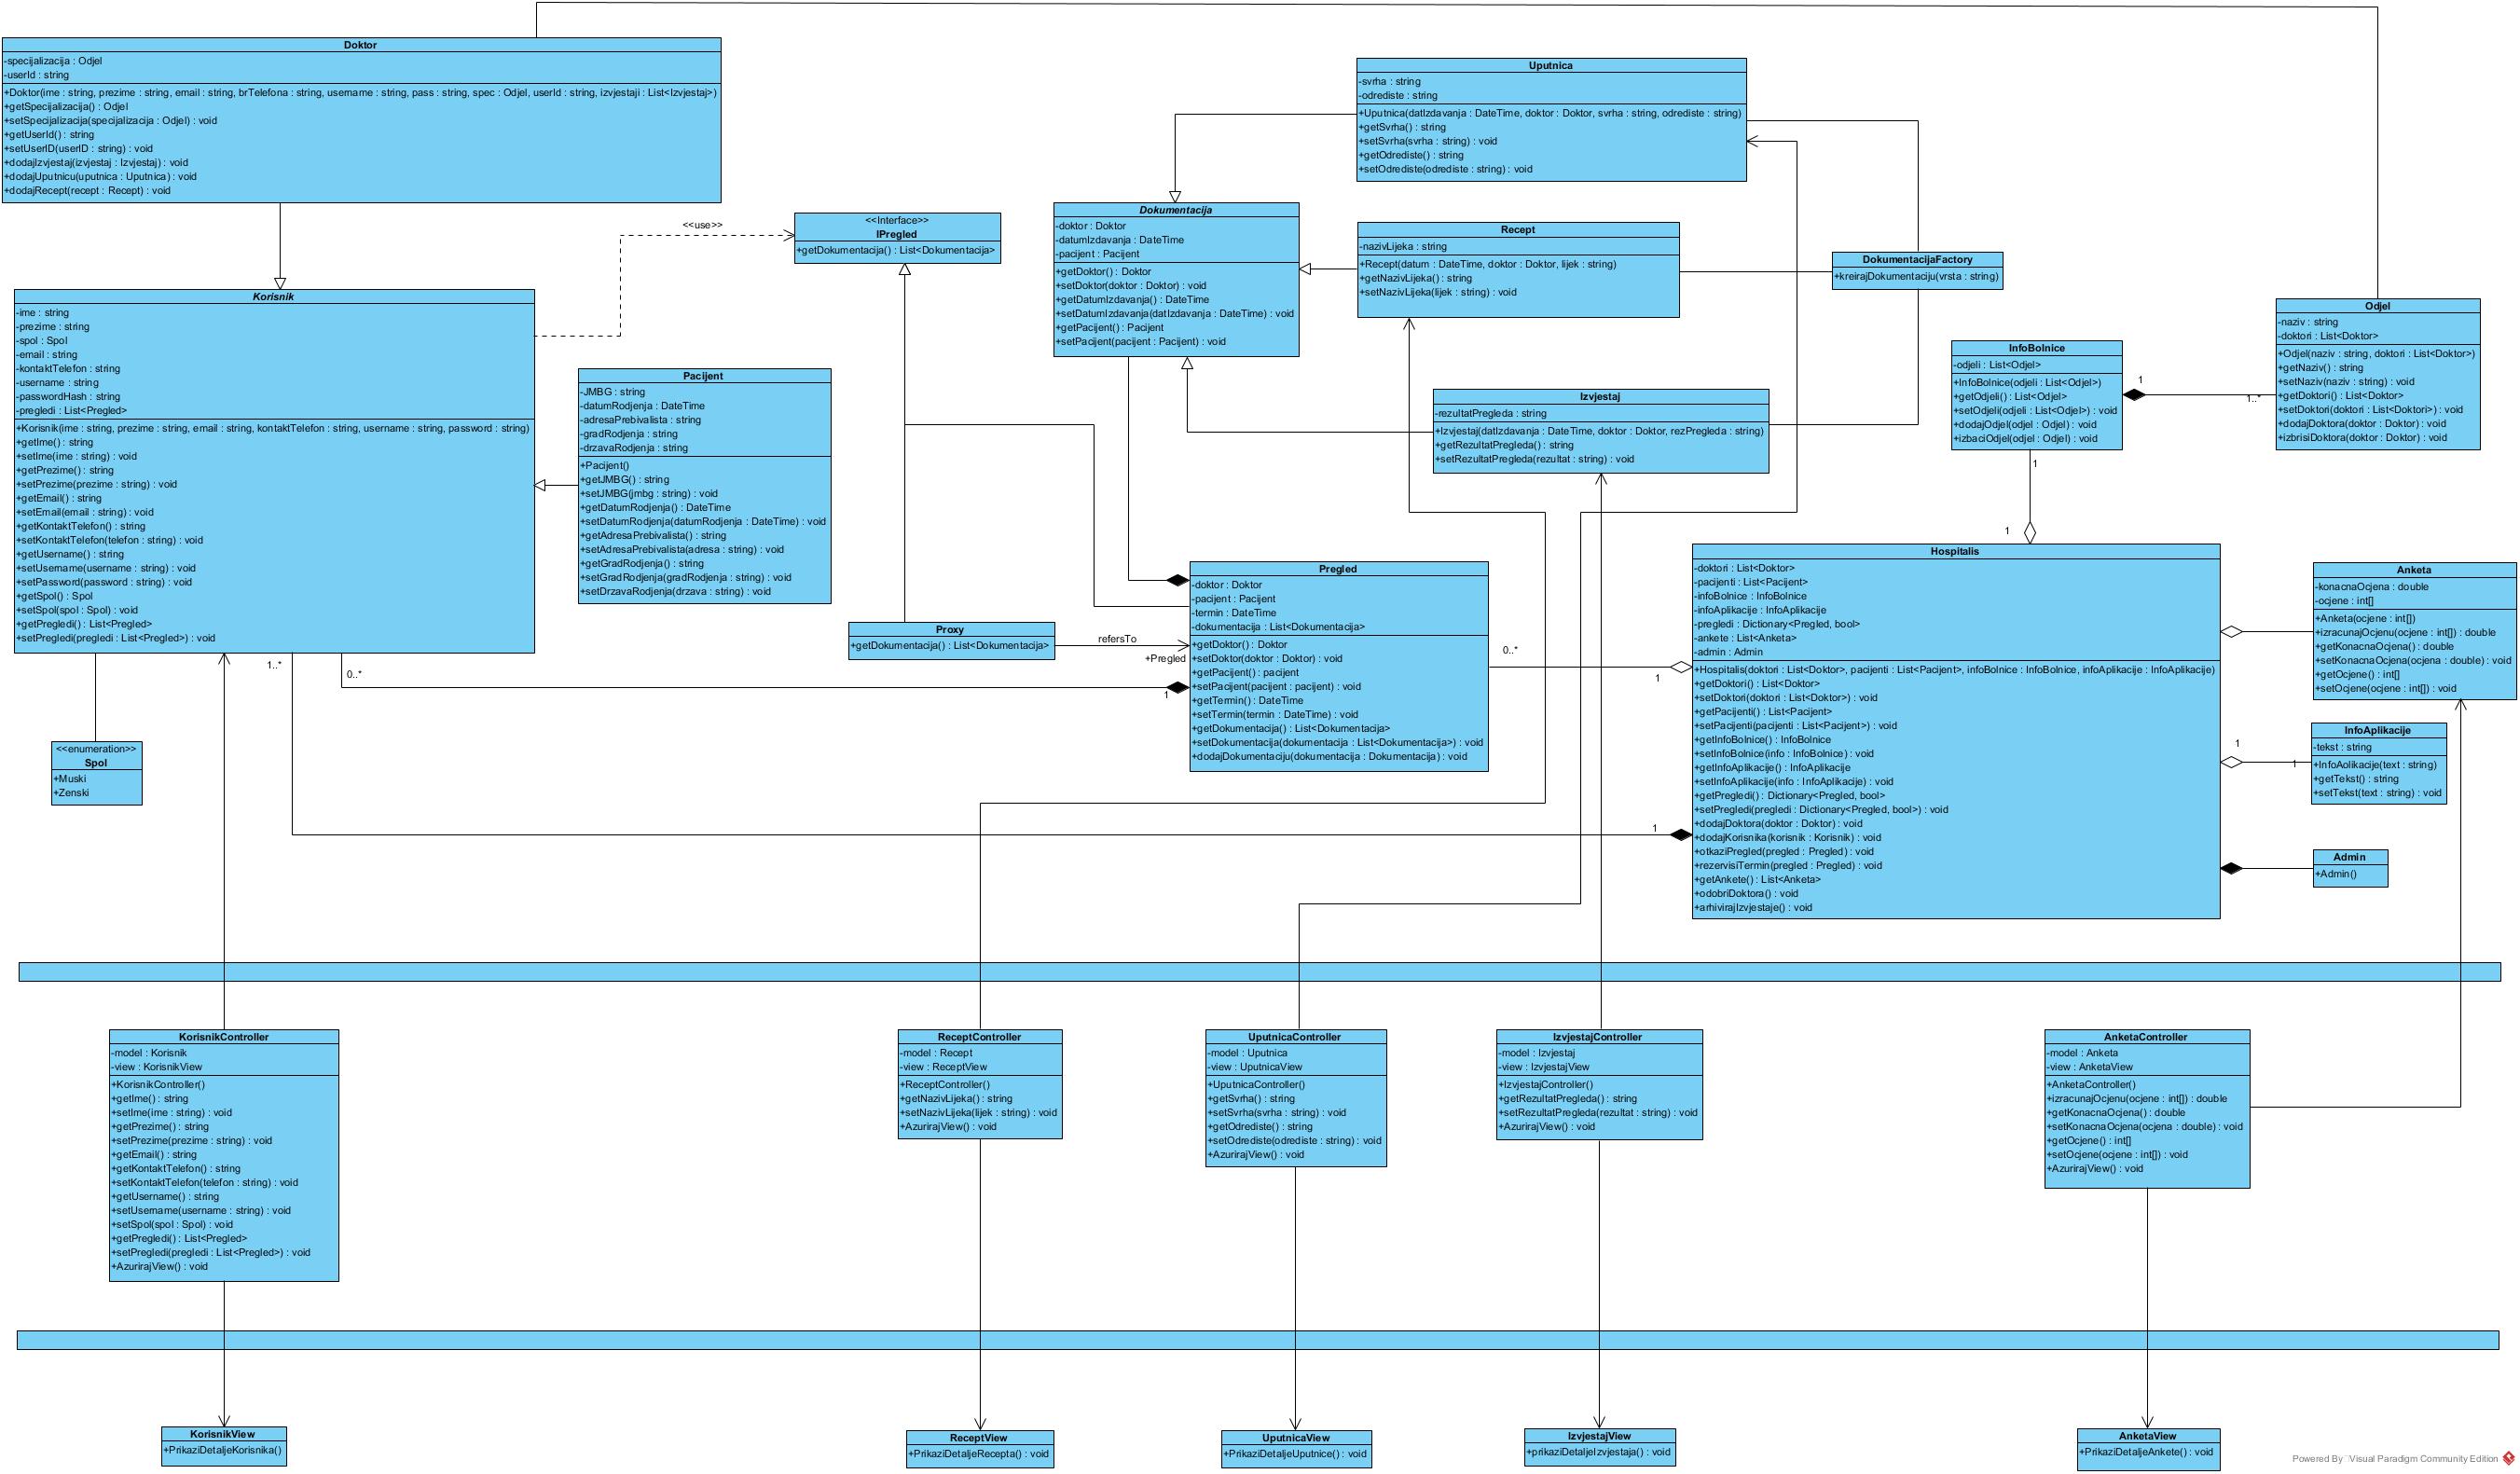 Doktor
-specijalizacija : Odjel
-userId : string
+Doktor(ime : string, prezime : string, email : string, brTelefona : string, username : string, pass : string, spec : Odjel, userId : string, izvjestaji : List<Izvjestaj>)
+getSpecijalizacija() : Odjel
+setSpecijalizacija(specijalizacija : Odjel) : void
+getUserId() : string
+setUserID(userID : string) : void
+dodajIzvjestaj(izvjestaj : Izvjestaj) : void
+dodajUputnicu(uputnica : Uputnica) : void
+dodajRecept(recept : Recept) : void
Uputnica
-svrha : string
-odrediste : string
+Uputnica(datIzdavanja : DateTime, doktor : Doktor, svrha : string, odrediste : string)
+getSvrha() : string
+setSvrha(svrha : string) : void
+getOdrediste() : string
+setOdrediste(odrediste : string) : void
<<use>>
<<Interface>>
IPregled
+getDokumentacija() : List<Dokumentacija>
Dokumentacija
-doktor : Doktor
-datumIzdavanja : DateTime
-pacijent : Pacijent
+getDoktor() : Doktor
+setDoktor(doktor : Doktor) : void
+getDatumIzdavanja() : DateTime
+setDatumIzdavanja(datIzdavanja : DateTime) : void
+getPacijent() : Pacijent
+setPacijent(pacijent : Pacijent) : void
Recept
-nazivLijeka : string
+Recept(datum : DateTime, doktor : Doktor, lijek : string)
+getNazivLijeka() : string
+setNazivLijeka(lijek : string) : void
DokumentacijaFactory
+kreirajDokumentaciju(vrsta : string)
Odjel
-naziv : string
-doktori : List<Doktor>
+Odjel(naziv : string, doktori : List<Doktor>)
+getNaziv() : string
+setNaziv(naziv : string) : void
+getDoktori() : List<Doktor>
+setDoktori(doktori : List<Doktori>) : void
+dodajDoktora(doktor : Doktor) : void
+izbrisiDoktora(doktor : Doktor) : void
InfoBolnice
-odjeli : List<Odjel>
+InfoBolnice(odjeli : List<Odjel>)
+getOdjeli() : List<Odjel>
+setOdjeli(odjeli : List<Odjel>) : void
+dodajOdjel(odjel : Odjel) : void
+izbaciOdjel(odjel : Odjel) : void
1
1..*
1
1
Korisnik
-ime : string
-prezime : string
-spol : Spol
-email : string
-kontaktTelefon : string
-username : string
-passwordHash : string
-pregledi : List<Pregled>
+Korisnik(ime : string, prezime : string, email : string, kontaktTelefon : string, username : string, password : string)
+getIme() : string
+setIme(ime : string) : void
+getPrezime() : string
+setPrezime(prezime : string) : void
+getEmail() : string
+setEmail(email : string) : void
+getKontaktTelefon() : string
+setKontaktTelefon(telefon : string) : void
+getUsername() : string
+setUsername(username : string) : void
+setPassword(password : string) : void
+getSpol() : Spol
+setSpol(spol : Spol) : void
+getPregledi() : List<Pregled>
+setPregledi(pregledi : List<Pregled>) : void
Pacijent
-JMBG : string
-datumRodjenja : DateTime
-adresaPrebivalista : string
-gradRodjenja : string
-drzavaRodjenja : string
+Pacijent()
+getJMBG() : string
+setJMBG(jmbg : string) : void
+getDatumRodjenja() : DateTime
+setDatumRodjenja(datumRodjenja : DateTime) : void
+getAdresaPrebivalista() : string
+setAdresaPrebivalista(adresa : string) : void
+getGradRodjenja() : string
+setGradRodjenja(gradRodjenja : string) : void
+setDrzavaRodjenja(drzava : string) : void
Izvjestaj
-rezultatPregleda : string
+Izvjestaj(datIzdavanja : DateTime, doktor : Doktor, rezPregleda : string)
+getRezultatPregleda() : string
+setRezultatPregleda(rezultat : string) : void
Proxy
+getDokumentacija() : List<Dokumentacija>
refersTo
+Pregled
Pregled
-doktor : Doktor
-pacijent : Pacijent
-termin : DateTime
-dokumentacija : List<Dokumentacija>
+getDoktor() : Doktor
+setDoktor(doktor : Doktor) : void
+getPacijent() : pacijent
+setPacijent(pacijent : pacijent) : void
+getTermin() : DateTime
+setTermin(termin : DateTime) : void
+getDokumentacija() : List<Dokumentacija>
+setDokumentacija(dokumentacija : List<Dokumentacija>) : void
+dodajDokumentaciju(dokumentacija : Dokumentacija) : void
0..*
1
1..*
0..*
1
1
Hospitalis
-doktori : List<Doktor>
-pacijenti : List<Pacijent>
-infoBolnice : InfoBolnice
-infoAplikacije : InfoAplikacije
-pregledi : Dictionary<Pregled, bool>
-ankete : List<Anketa>
-admin : Admin
+Hospitalis(doktori : List<Doktor>, pacijenti : List<Pacijent>, infoBolnice : InfoBolnice, infoAplikacije : InfoAplikacije)
+getDoktori() : List<Doktor>
+setDoktori(doktori : List<Doktor>) : void
+getPacijenti() : List<Pacijent>
+setPacijenti(pacijenti : List<Pacijent>) : void
+getInfoBolnice() : InfoBolnice
+setInfoBolnice(info : InfoBolnice) : void
+getInfoAplikacije() : InfoAplikacije
+setInfoAplikacije(info : InfoAplikacije) : void
+getPregledi() : Dictionary<Pregled, bool>
+setPregledi(pregledi : Dictionary<Pregled, bool>) : void
+dodajDoktora(doktor : Doktor) : void
+dodajKorisnika(korisnik : Korisnik) : void
+otkaziPregled(pregled : Pregled) : void
+rezervisiTermin(pregled : Pregled) : void
+getAnkete() : List<Anketa>
+odobriDoktora() : void
+arhivirajIzvjestaje() : void
Anketa
-konacnaOcjena : double
-ocjene : int[]
+Anketa(ocjene : int[])
+izracunajOcjenu(ocjene : int[]) : double
+getKonacnaOcjena() : double
+setKonacnaOcjena(ocjena : double) : void
+getOcjene() : int[]
+setOcjene(ocjene : int[]) : void
1
1
InfoAplikacije
-tekst : string
+InfoAolikacije(text : string)
+getTekst() : string
+setTekst(text : string) : void
Admin
+Admin()
<<enumeration>>
Spol
+Muski
+Zenski
KorisnikController
-model : Korisnik
-view : KorisnikView
+KorisnikController()
+getIme() : string
+setIme(ime : string) : void
+getPrezime() : string
+setPrezime(prezime : string) : void
+getEmail() : string
+getKontaktTelefon() : string
+setKontaktTelefon(telefon : string) : void
+getUsername() : string
+setUsername(username : string) : void
+setSpol(spol : Spol) : void
+getPregledi() : List<Pregled>
+setPregledi(pregledi : List<Pregled>) : void
+AzurirajView() : void
ReceptController
-model : Recept
-view : ReceptView
+ReceptController()
+getNazivLijeka() : string
+setNazivLijeka(lijek : string) : void
+AzurirajView() : void
UputnicaController
-model : Uputnica
-view : UputnicaView
+UputnicaController()
+getSvrha() : string
+setSvrha(svrha : string) : void
+getOdrediste() : string
+setOdrediste(odrediste : string) : void
+AzurirajView() : void
IzvjestajController
-model : Izvjestaj
-view : IzvjestajView
+IzvjestajController()
+getRezultatPregleda() : string
+setRezultatPregleda(rezultat : string) : void
+AzurirajView() : void
AnketaController
-model : Anketa
-view : AnketaView
+AnketaController()
+izracunajOcjenu(ocjene : int[]) : double
+getKonacnaOcjena() : double
+setKonacnaOcjena(ocjena : double) : void
+getOcjene() : int[]
+setOcjene(ocjene : int[]) : void
+AzurirajView() : void
KorisnikView
+PrikaziDetaljeKorisnika()
ReceptView
+PrikaziDetaljeRecepta() : void
UputnicaView
+PrikaziDetaljeUputnice() : void
IzvjestajView
+prikaziDetaljeIzvjestaja() : void
AnketaView
+PrikaziDetaljeAnkete() : void
Powered By Visual Paradigm Community Edition